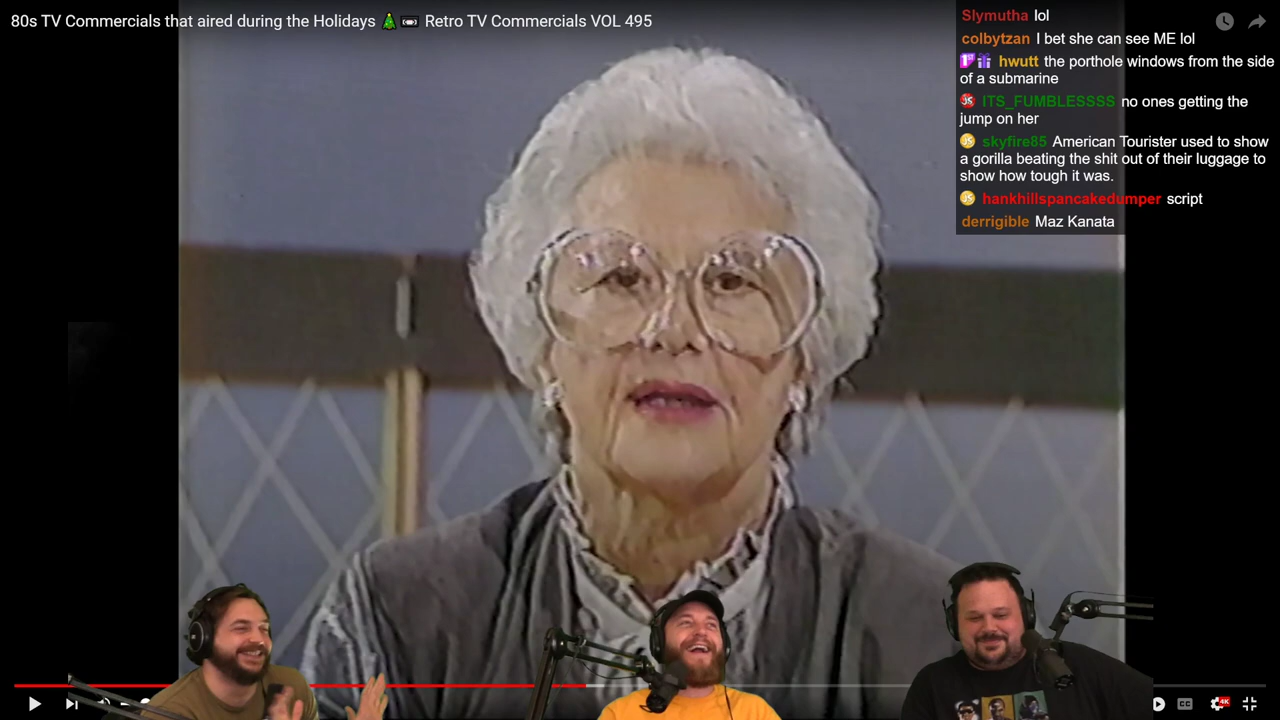 80s TV Commercials that aired during the Holidays 🎄📼 Retro TV Commercials VOL 495
Slymutha lol
colbytzan I bet she can see ME lol
hwutt the porthole windows from the side
of a submarine
ITS_FUMBLESSSS no ones getting the
jump on her
skyfire85 American Tourister used to show
a gorilla beating the shit out of their luggage to
show how tough it was.
hankhillspancakedumper script
derrigible Maz Kanata
CC
4K